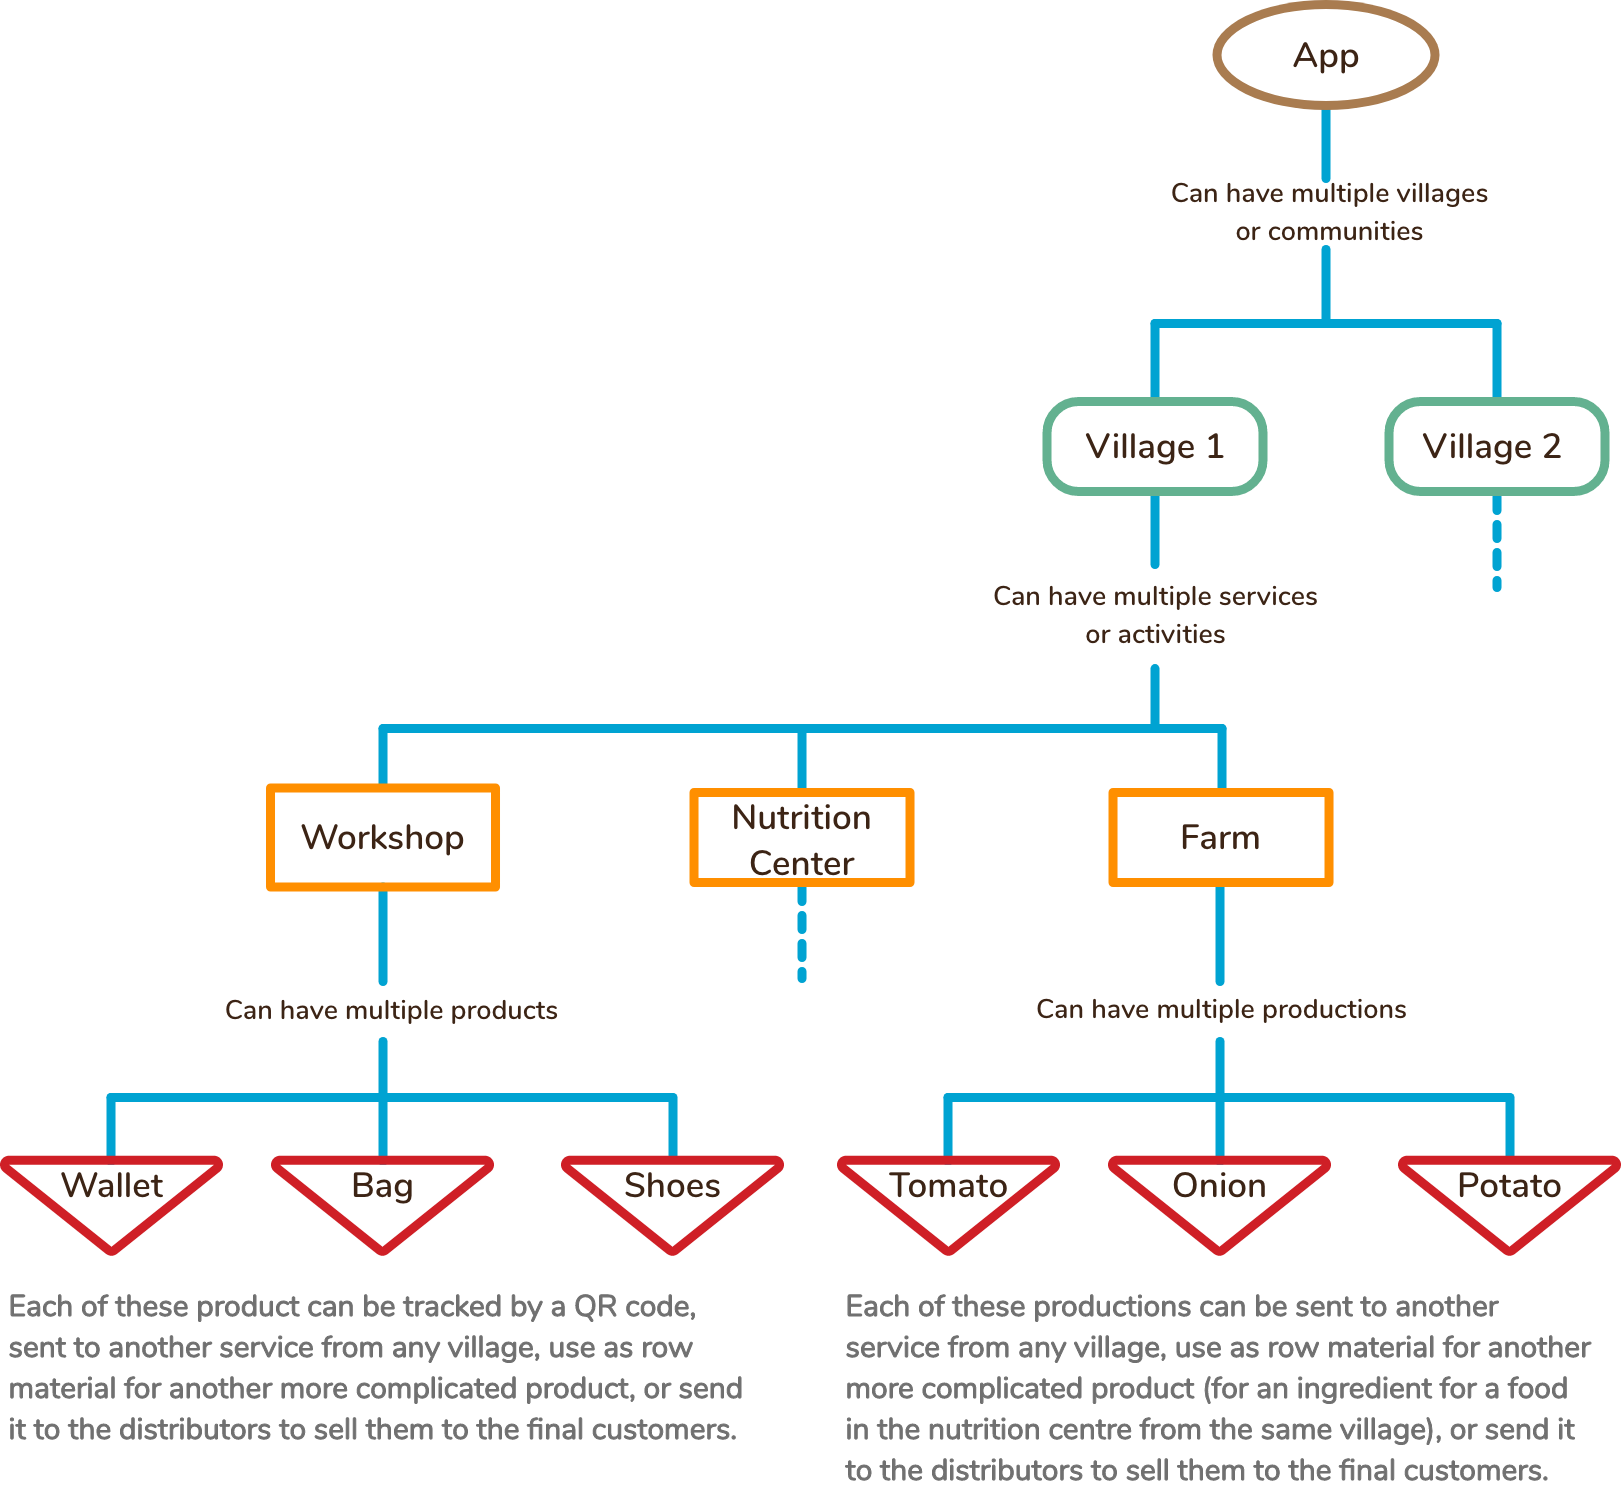 App
Can have multiple villages
or communities
Village 1
Village 2
Can have multiple services
or activities
Workshop
Nutrition
Center
Farm
Can have multiple products
Can have multiple productions
Wallet
Bag
Shoes
Tomato
Onion
Potato
Each of these product can be tracked by a QR code,
sent to another service from any village, use as row
material for another more complicated product, or send
it to the distributors to sell them to the final customers.
Each of these productions can be sent to another
service from any village, use as row material for another
more complicated product (for an ingredient for a food
in the nutrition centre from the same village), or send it
to the distributors to sell them to the final customers.